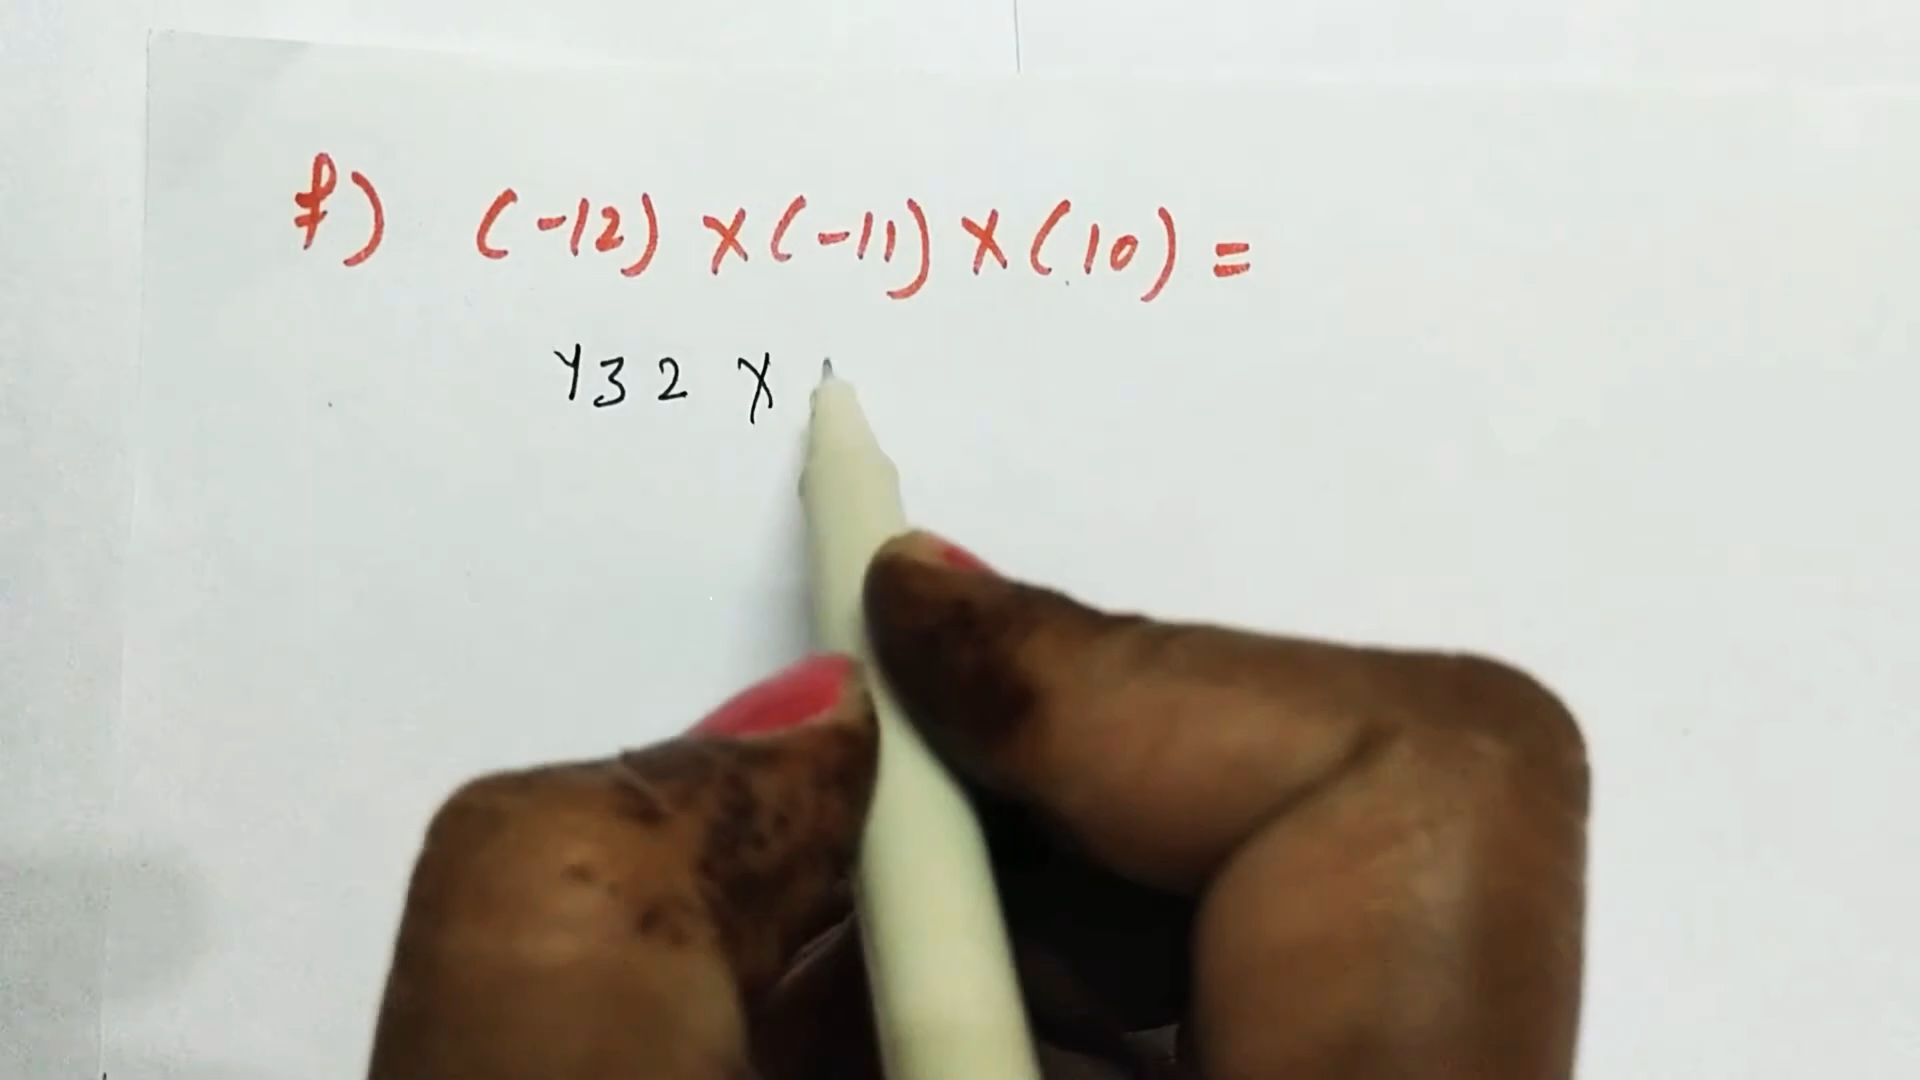 f) (-12) X (-11) X (10) =
132 X